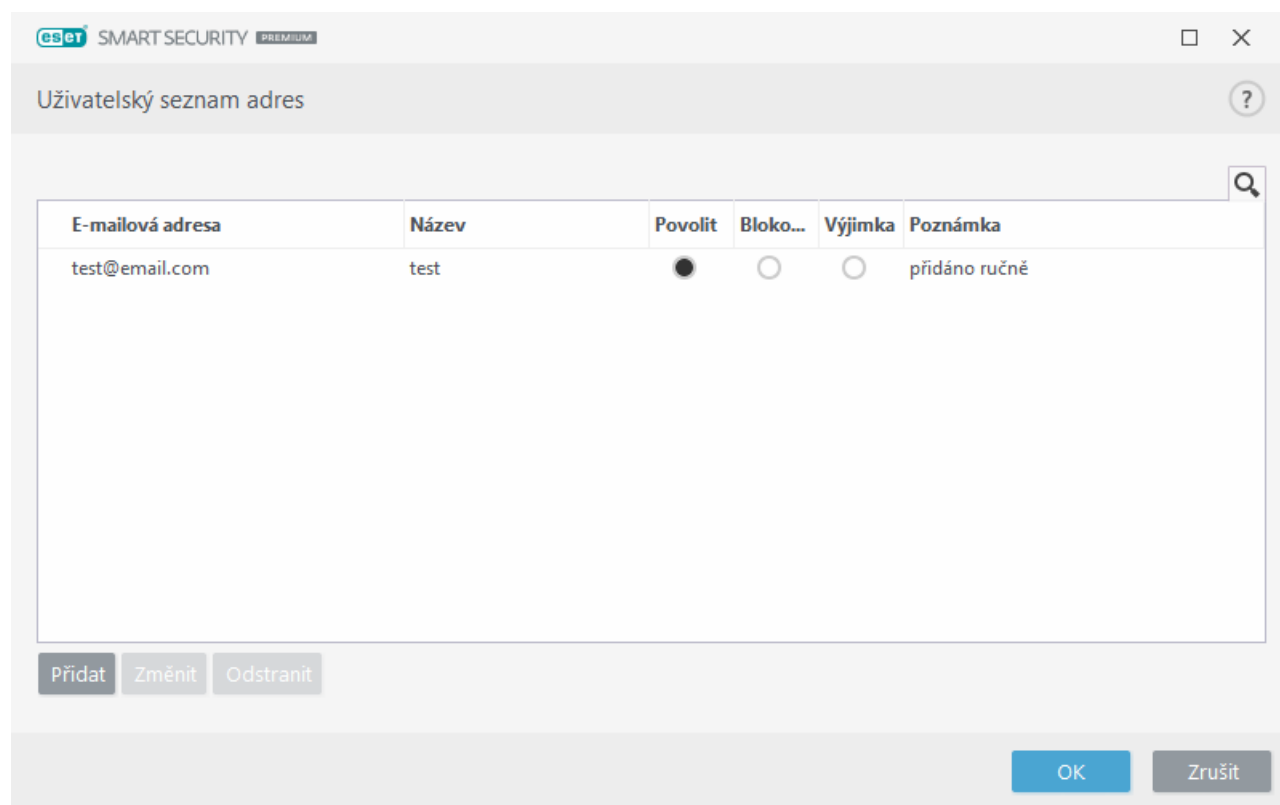 eset SMART SECURITY PREMIUM
Uživatelský seznam adres ?
E-mailová adresa Název Povolit Bloko... Výjimka Poznámka
test@email.com test přidáno ručně
Přidat Změnit Odstranit
OK Zrušit